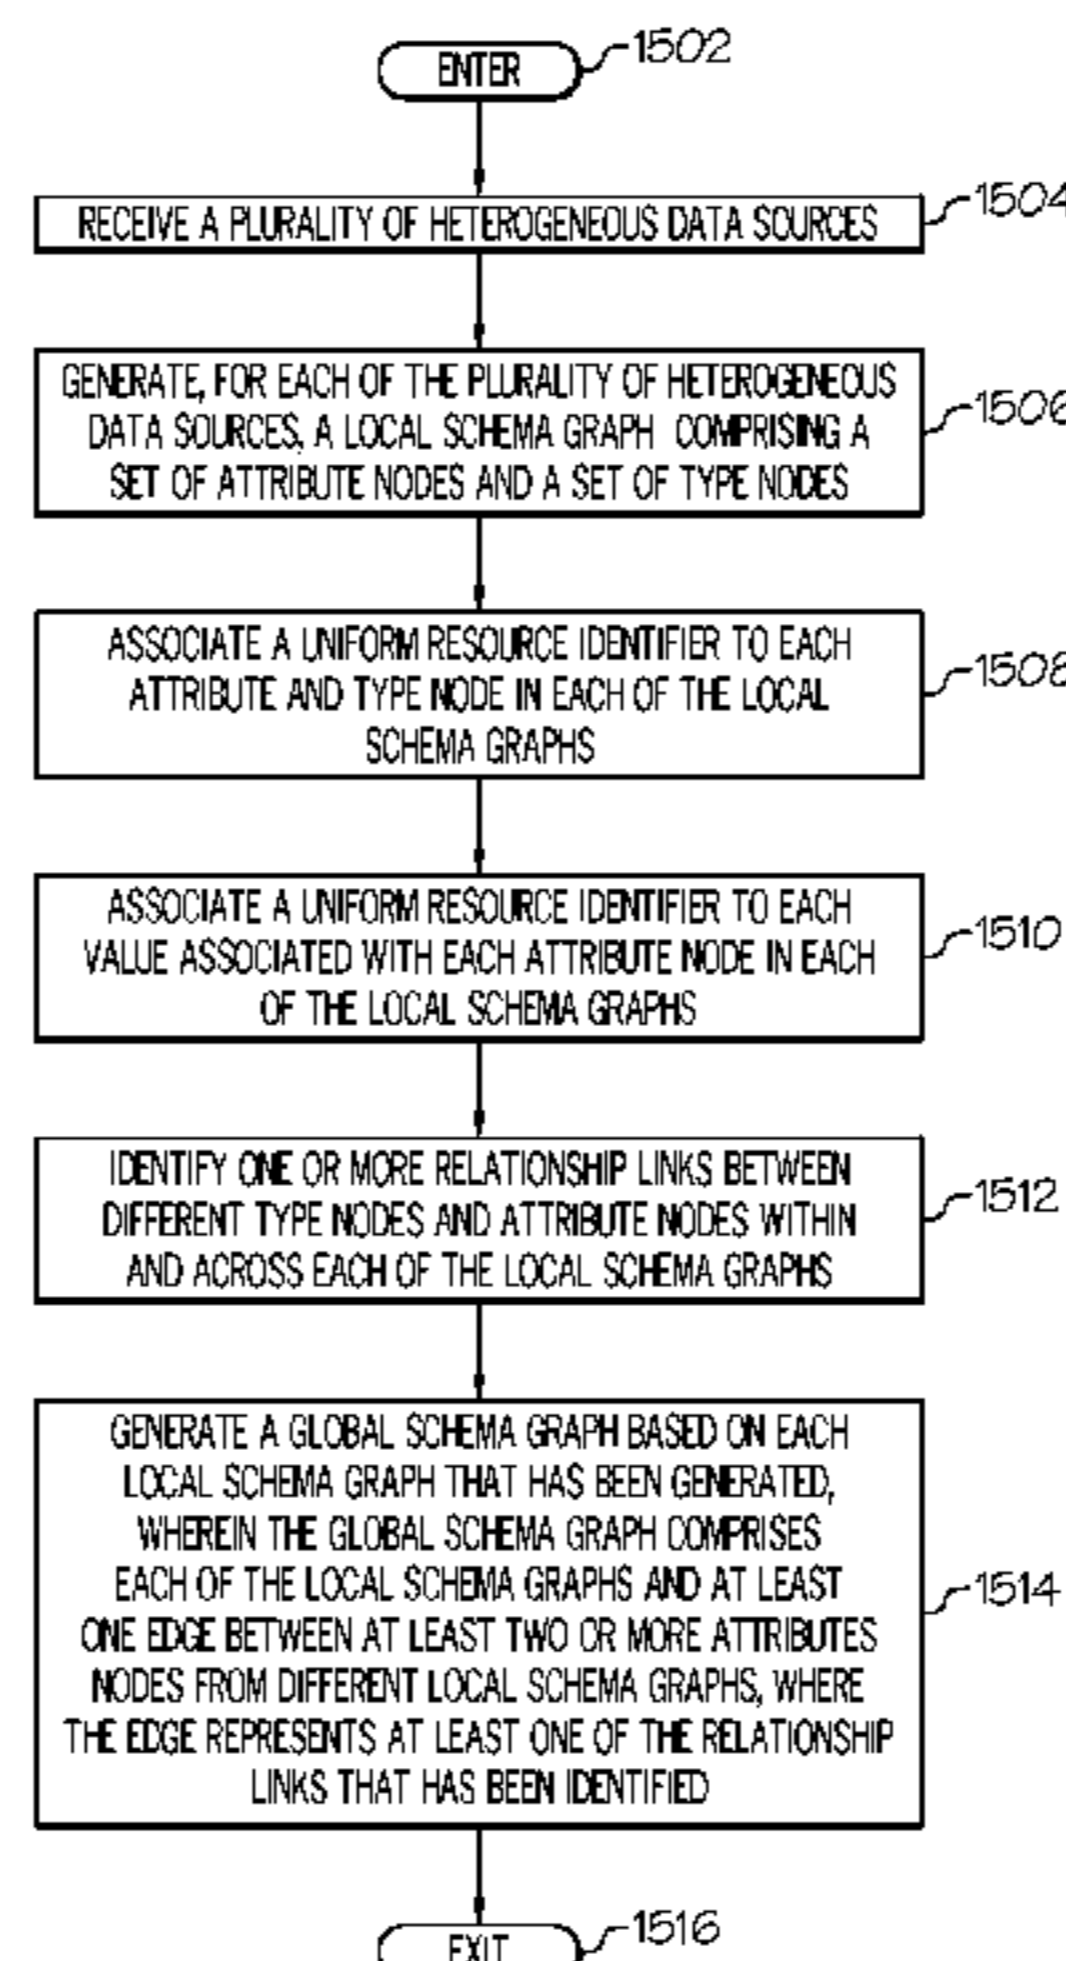 ENTER
1502
RECEIVE A PLURALITY OF HETEROGENEOUS DATA SOURCES
1504
GENERATE, FOR EACH OF THE PLURALITY OF HETEROGENEOUS
DATA SOURCES, A LOCAL SCHEMA GRAPH COMPRISING A
SET OF ATTRIBUTE NODES AND A SET OF TYPE NODES
1506
ASSOCIATE A UNIFORM RESOURCE IDENTIFIER TO EACH
ATTRIBUTE AND TYPE NODE IN EACH OF THE LOCAL
SCHEMA GRAPHS
1508
ASSOCIATE A UNIFORM RESOURCE IDENTIFIER TO EACH
VALUE ASSOCIATED WITH EACH ATTRIBUTE NODE IN EACH
OF THE LOCAL SCHEMA GRAPHS
1510
IDENTIFY ONE OR MORE RELATIONSHIP LINKS BETWEEN
DIFFERENT TYPE NODES AND ATTRIBUTE NODES WITHIN
AND ACROSS EACH OF THE LOCAL SCHEMA GRAPHS
1512
GENERATE A GLOBAL SCHEMA GRAPH BASED ON EACH
LOCAL SCHEMA GRAPH THAT HAS BEEN GENERATED,
WHEREIN THE GLOBAL SCHEMA GRAPH COMPRISES
EACH OF THE LOCAL SCHEMA GRAPHS AND AT LEAST
ONE EDGE BETWEEN AT LEAST TWO OR MORE ATTRIBUTES
NODES FROM DIFFERENT LOCAL SCHEMA GRAPHS, WHERE
THE EDGE REPRESENTS AT LEAST ONE OF THE RELATIONSHIP
LINKS THAT HAS BEEN IDENTIFIED
1514
EXIT
1516